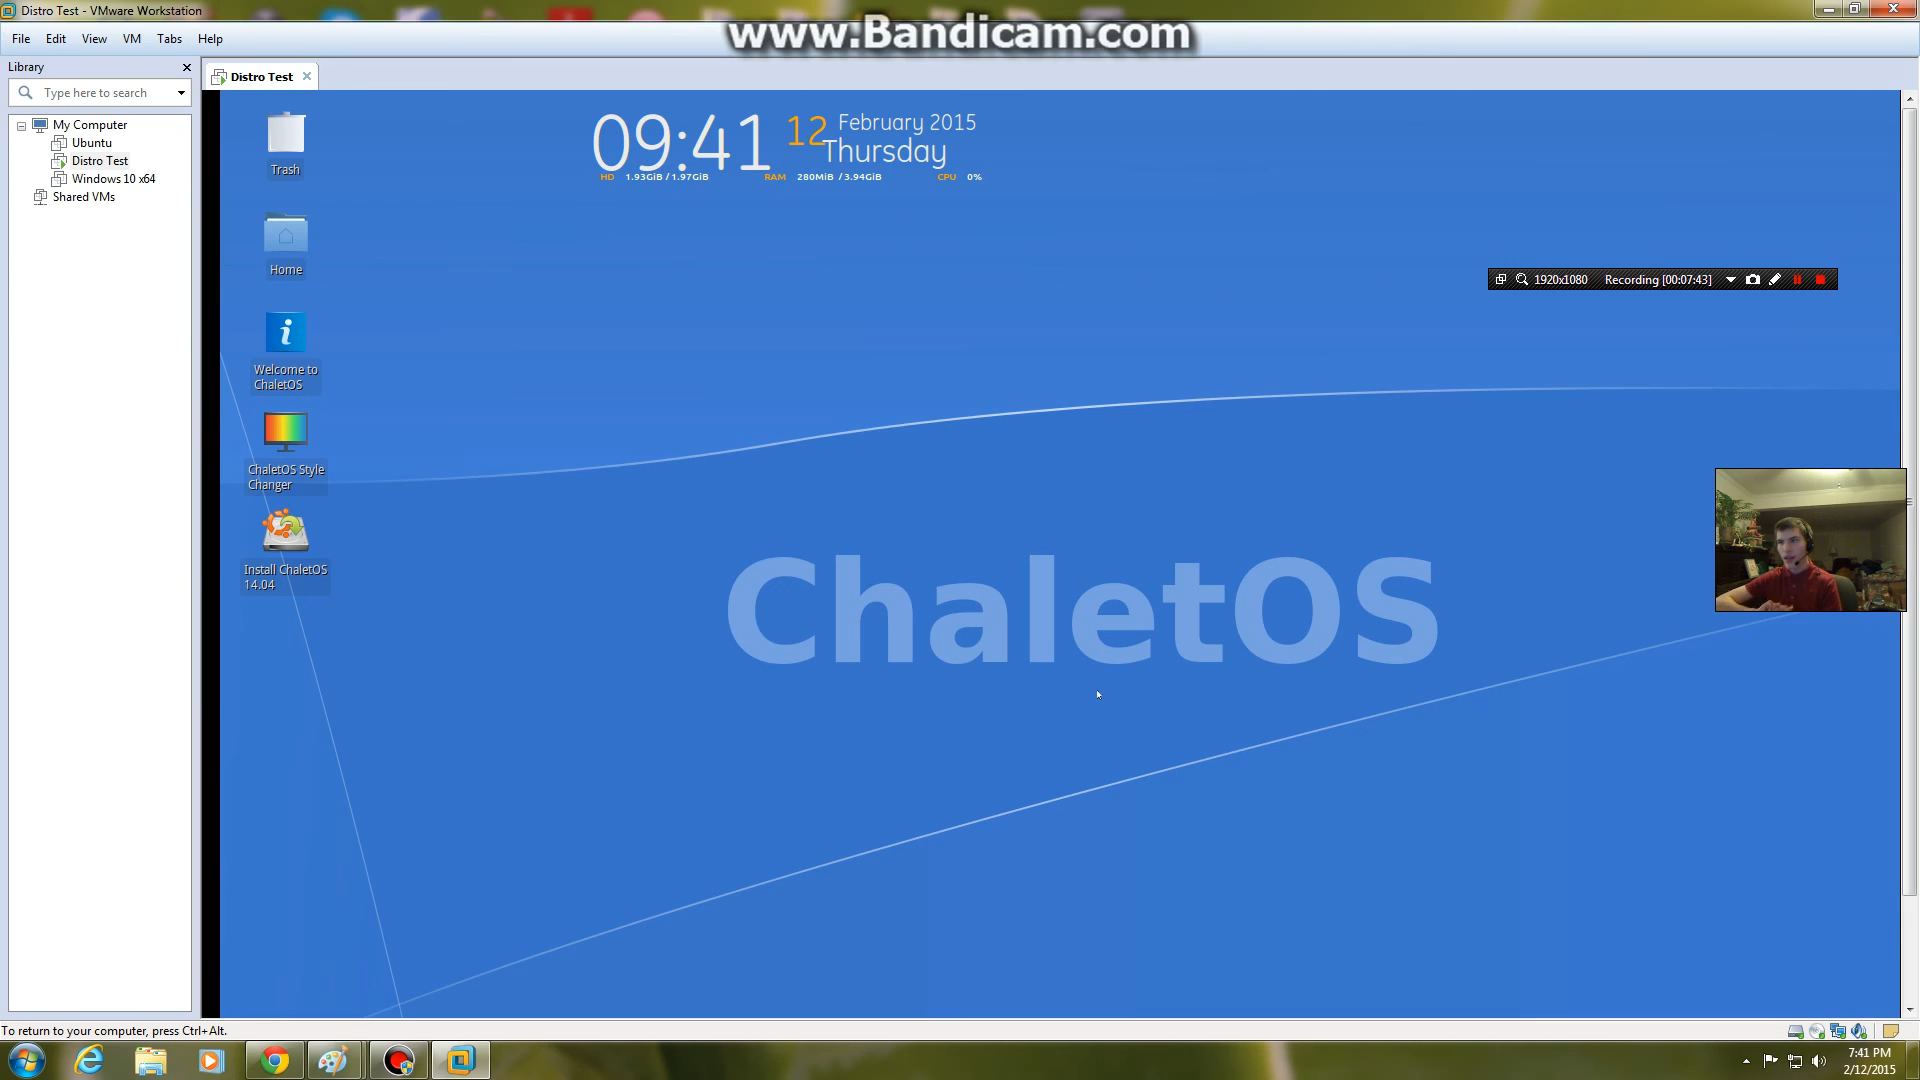 Distro Test - VMware Workstation
www.Bandicam.com
File Edit View VM Tabs Help
Library
Distro Test
Type here to search
My Computer
Ubuntu
Distro Test
Windows 10 x64
Shared VMs
Trash
09:41 12 February 2015
Thursday
HD 1.93GiB / 1.97GiB RAM 280MiB / 3.94GiB CPU 0%
Home
1920x1080 Recording [00:07:43]
Welcome to
ChaletOS
ChaletOS Style
Changer
Install ChaletOS
14.04
ChaletOS
To return to your computer, press Ctrl+Alt.
7:41 PM
2/12/2015